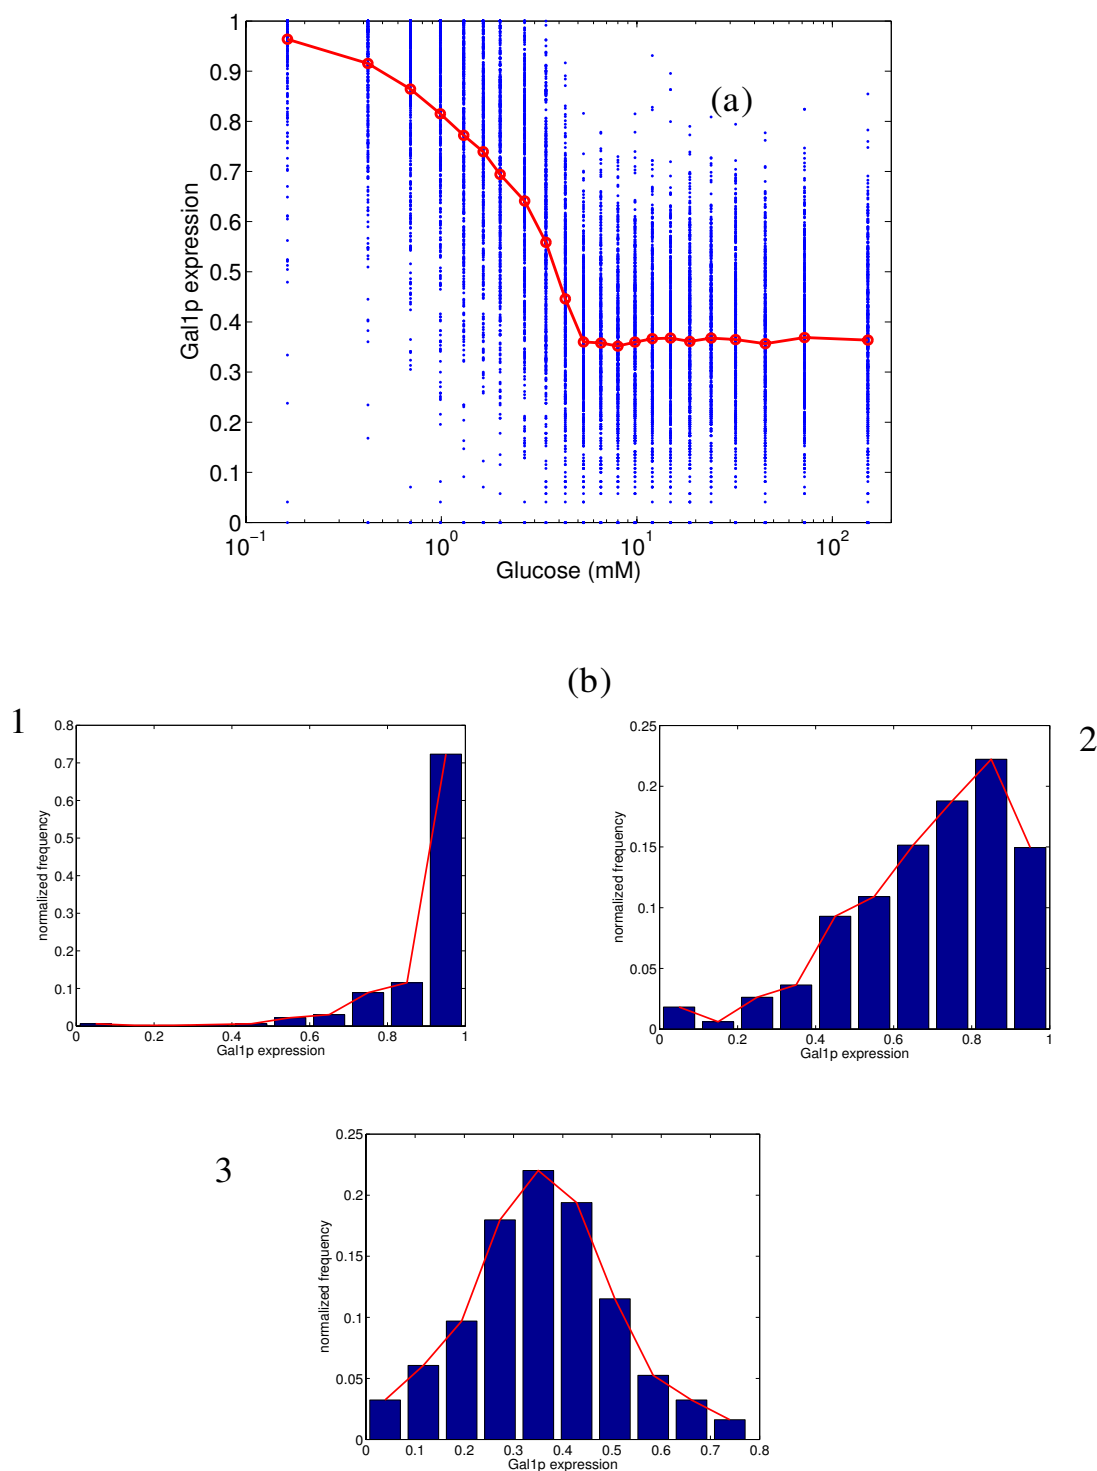 1
0.9
0.8
0.7
0.6
0.5
0.4
0.3
0.2
0.1
0
Gal1p expression
(a)
10⁻¹ 10⁰ 10¹ 10²
Glucose (mM)
(b)
1
0.8
0.7
0.6
0.5
0.4
0.3
0.2
0.1
0
normalized frequency
0 0.2 0.4 0.6 0.8 1
Gal1p expression
2
0.25
0.2
0.15
0.1
0.05
0
normalized frequency
0 0.2 0.4 0.6 0.8 1
Gal1p expression
3
0.25
0.2
0.15
0.1
0.05
0
normalized frequency
0 0.1 0.2 0.3 0.4 0.5 0.6 0.7 0.8
Gal1p expression